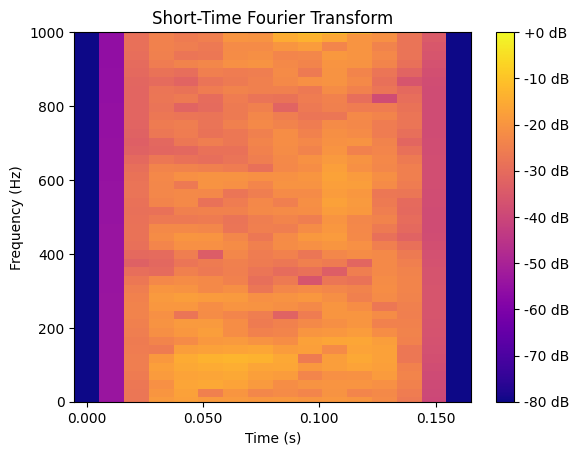 Short-Time Fourier Transform
1000
800
600
400
200
0
Frequency (Hz)
0.000
0.050
0.100
0.150
Time (s)
+0 dB
-10 dB
-20 dB
-30 dB
-40 dB
-50 dB
-60 dB
-70 dB
-80 dB